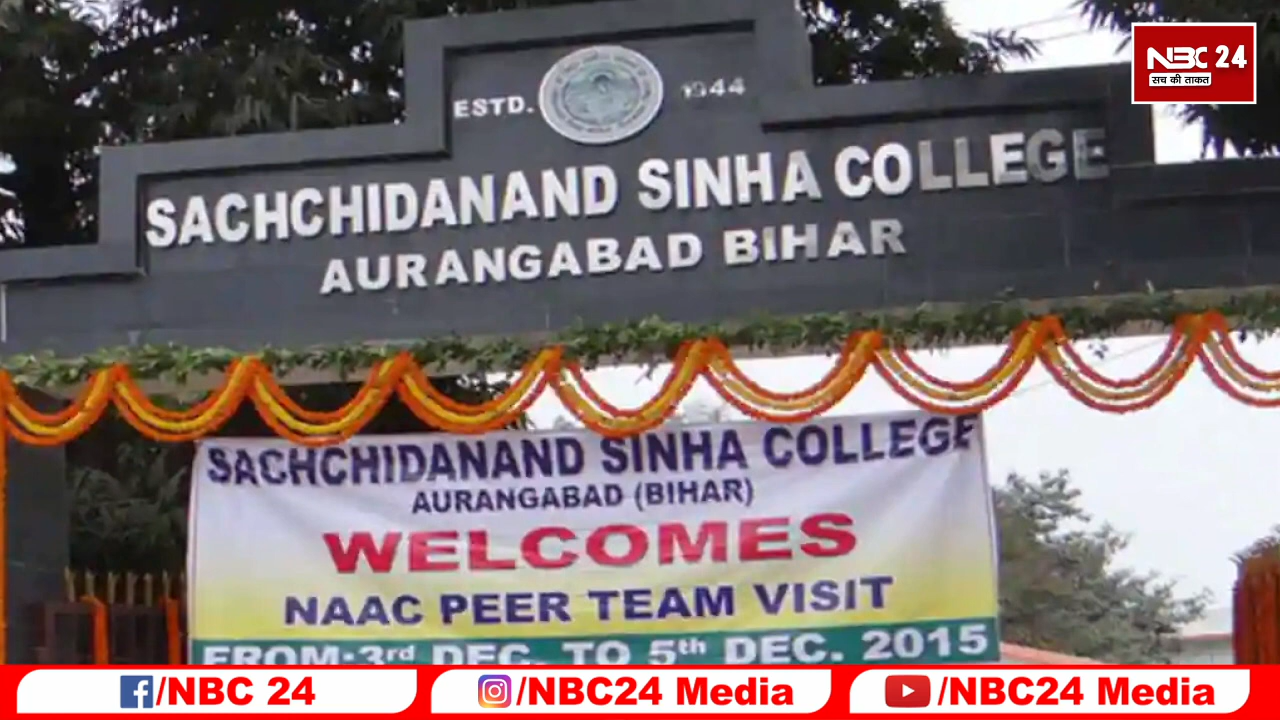 NBC 24
सच की ताकत
ESTD. 1944
SACHCHIDANAND SINHA COLLEGE
AURANGABAD BIHAR
SACHCHIDANAND SINHA COLLEGE
AURANGABAD (BIHAR)
WELCOMES
NAAC PEER TEAM VISIT
FROM:3rd DEC. TO 5th DEC. 2015
/NBC 24
/NBC24 Media
/NBC24 Media